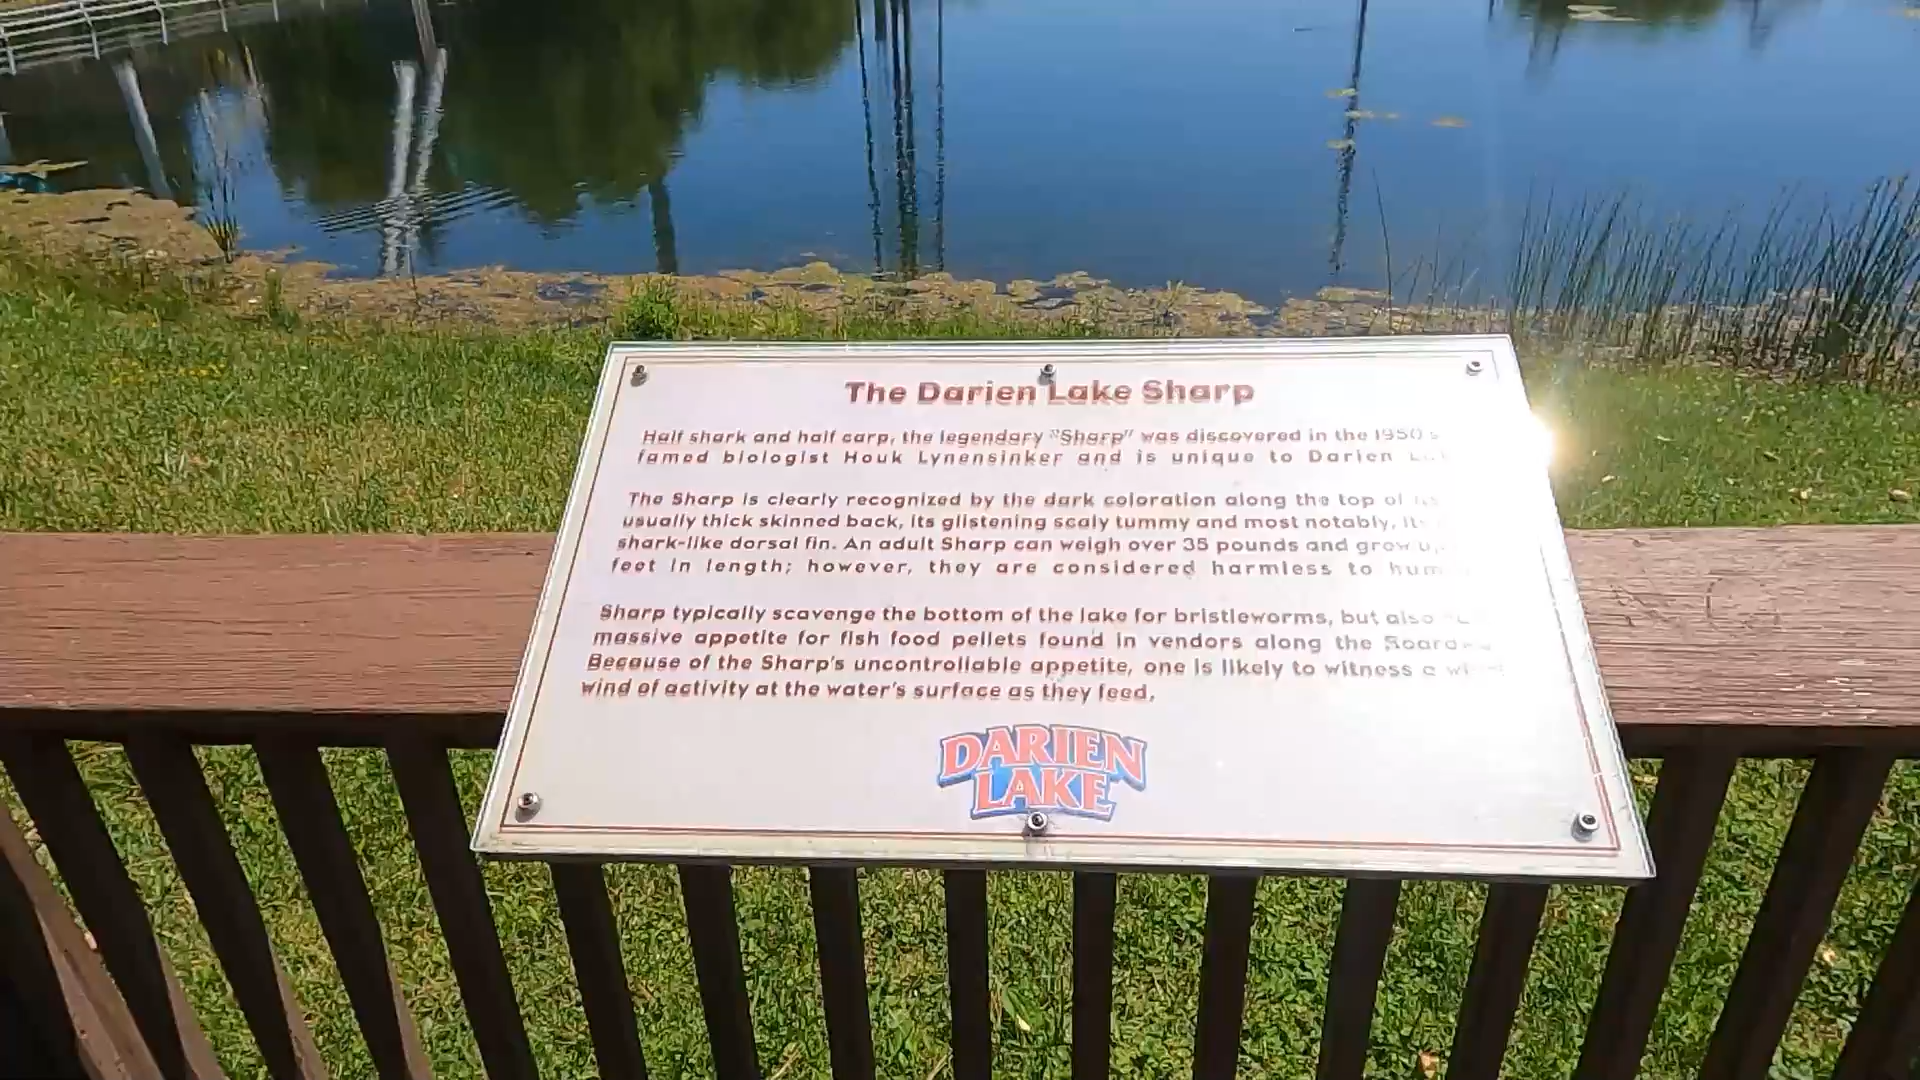 The Darien Lake Sharp
Half shark and half carp, the legendary "Sharp" was discovered in the 1950's
famed biologist Houk Lynensinker and is unique to Darien
The Sharp is clearly recognized by the dark coloration along the top of
usually thick skinned back, its glistening scaly tummy and most notably,
shark-like dorsal fin. An adult Sharp can weigh over 35 pounds and grow
feet in length; however, they are considered harmless to
Sharp typically scavenge the bottom of the lake for bristleworms, but also
massive appetite for fish food pellets found in vendors along the
Because of the Sharp's uncontrollable appetite, one is likely to witness a
wind of activity at the water's surface as they feed.
DARIEN
LAKE